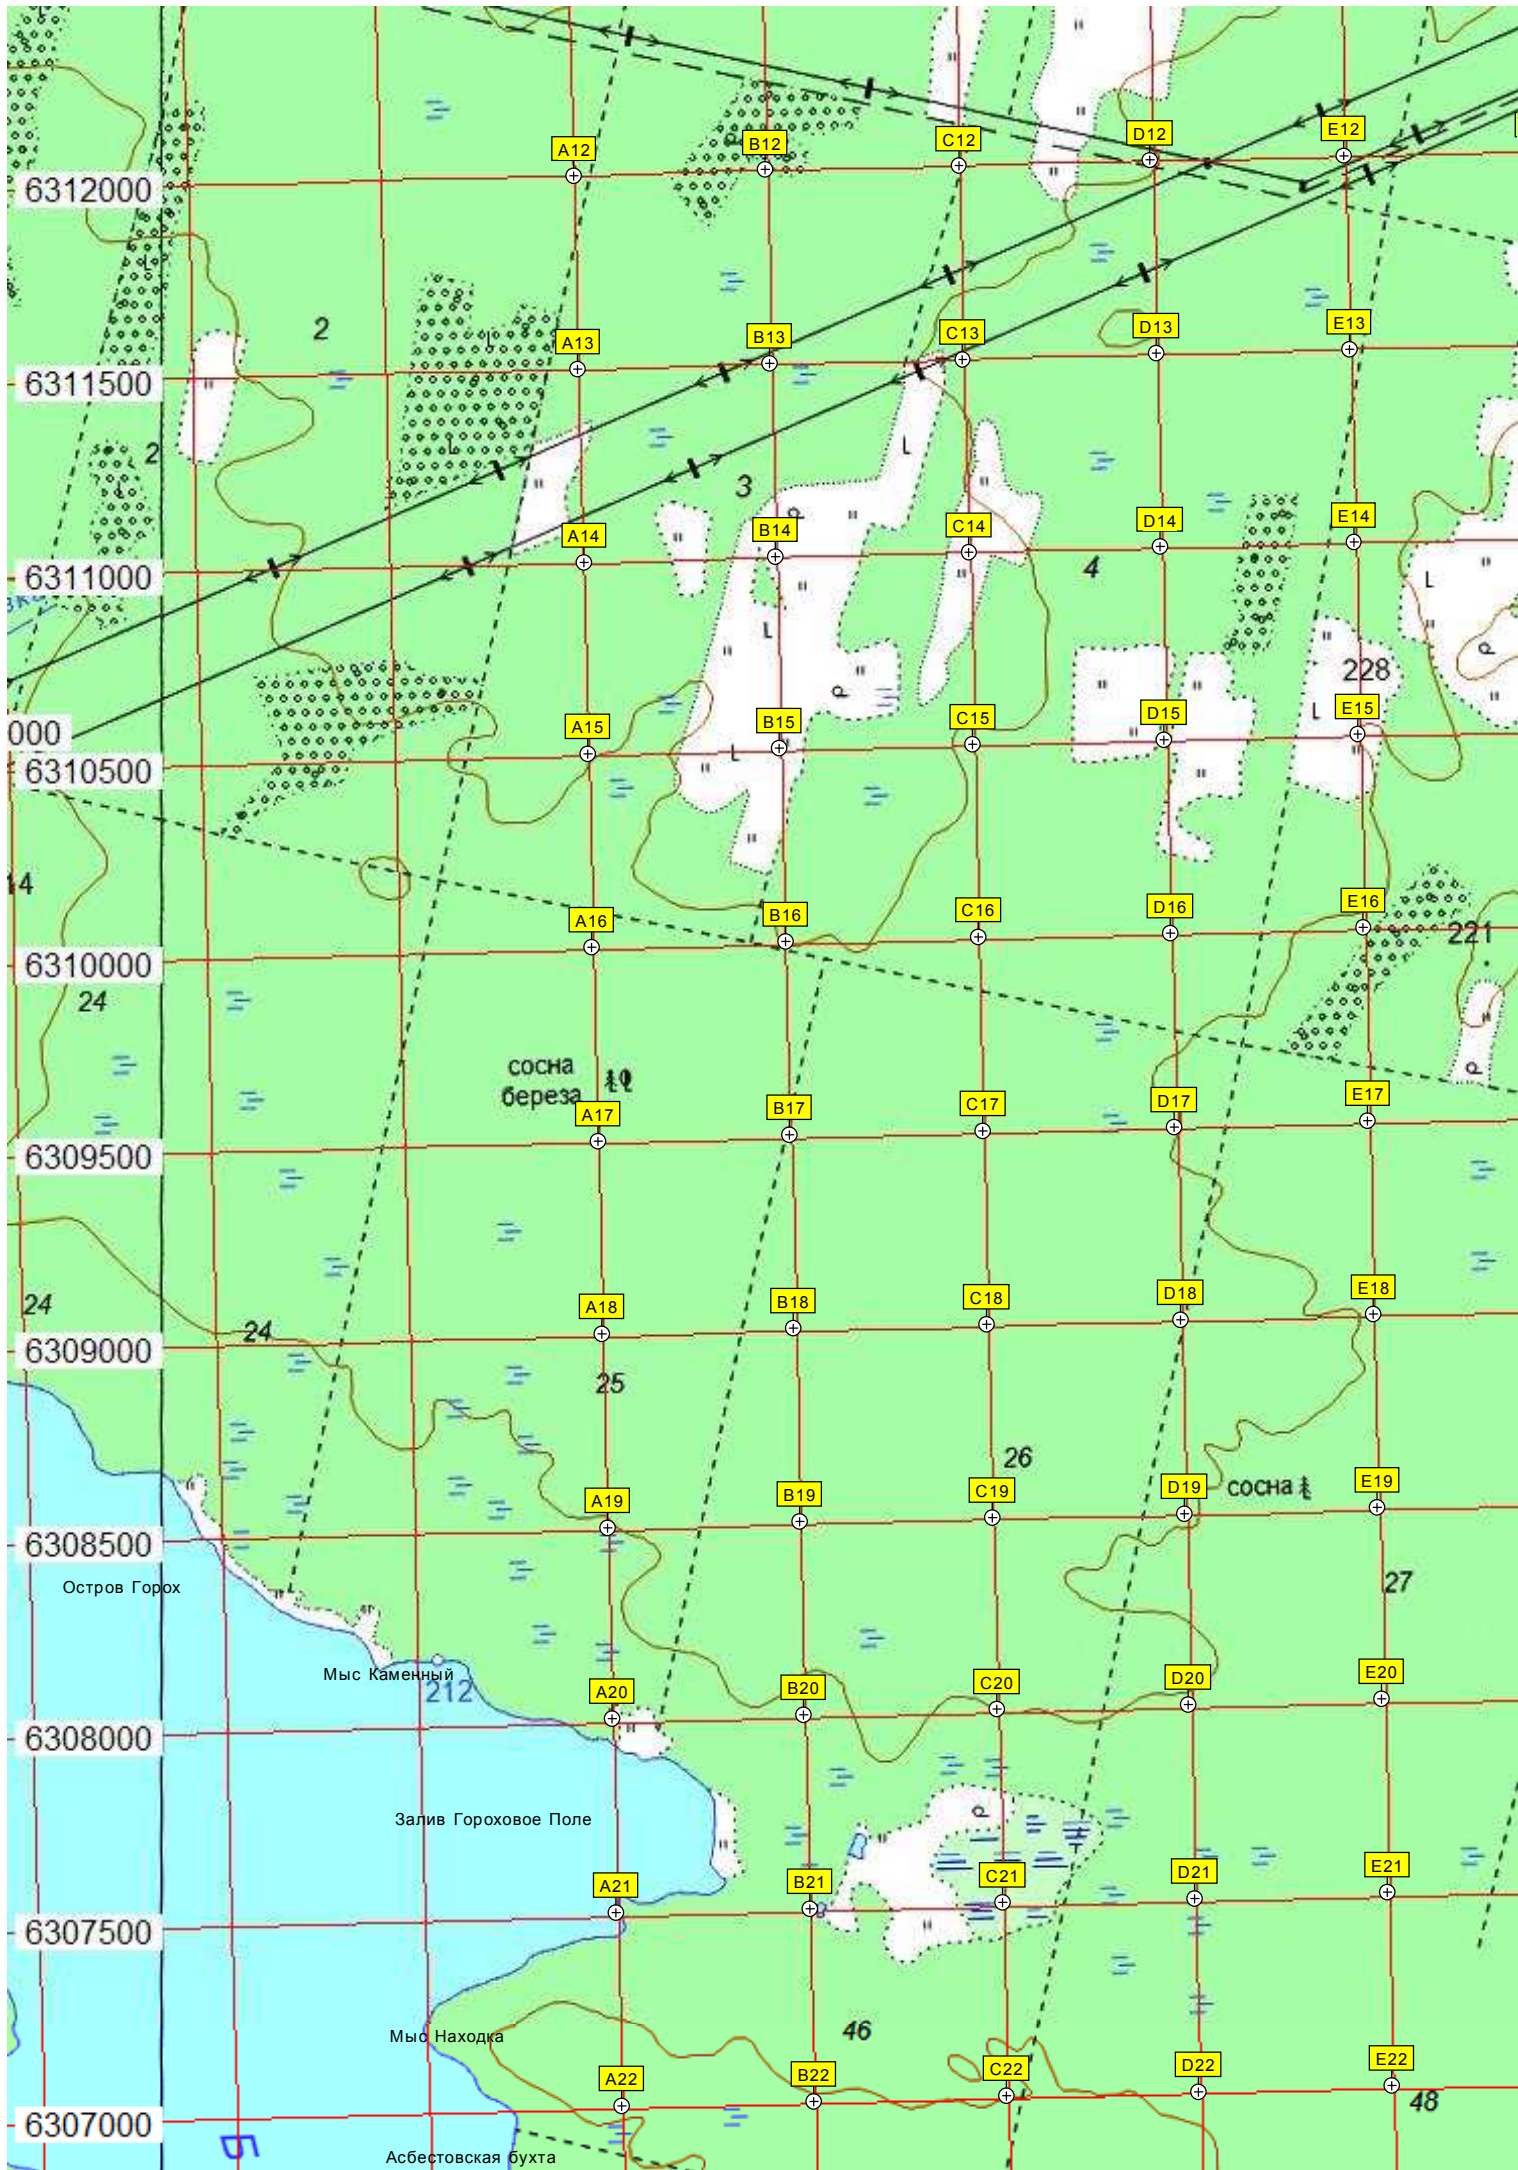 A12 B12 C12 D12 E12
6312000
2
A13 B13 C13 D13 E13
6311500
2
3
A14 B14 C14 D14 E14
4
6311000
228
A15 B15 C15 D15 E15
000
6310500
14
A16 B16 C16 D16 E16
221
6310000
24
сосна
береза
A17 B17 C17 D17 E17
6309500
24
24
A18 B18 C18 D18 E18
6309000
25
26
сосна
A19 B19 C19 D19 E19
6308500
Остров Горох
27
Мыс Каменный
212
A20 B20 C20 D20 E20
6308000
Залив Гороховое Поле
A21 B21 C21 D21 E21
6307500
Мыс Находка
46
A22 B22 C22 D22 E22
48
6307000
Б
Асбестовская бухта